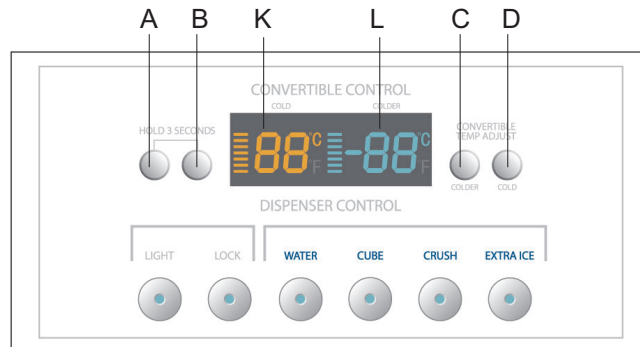 A B K L C D
CONVERTIBLE CONTROL
COLD COLDER
HOLD 3 SECONDS
CONVERTIBLE
TEMP ADJUST
88°C °F -88°C °F
COLDER COLD
DISPENSER CONTROL
LIGHT LOCK WATER CUBE CRUSH EXTRA ICE